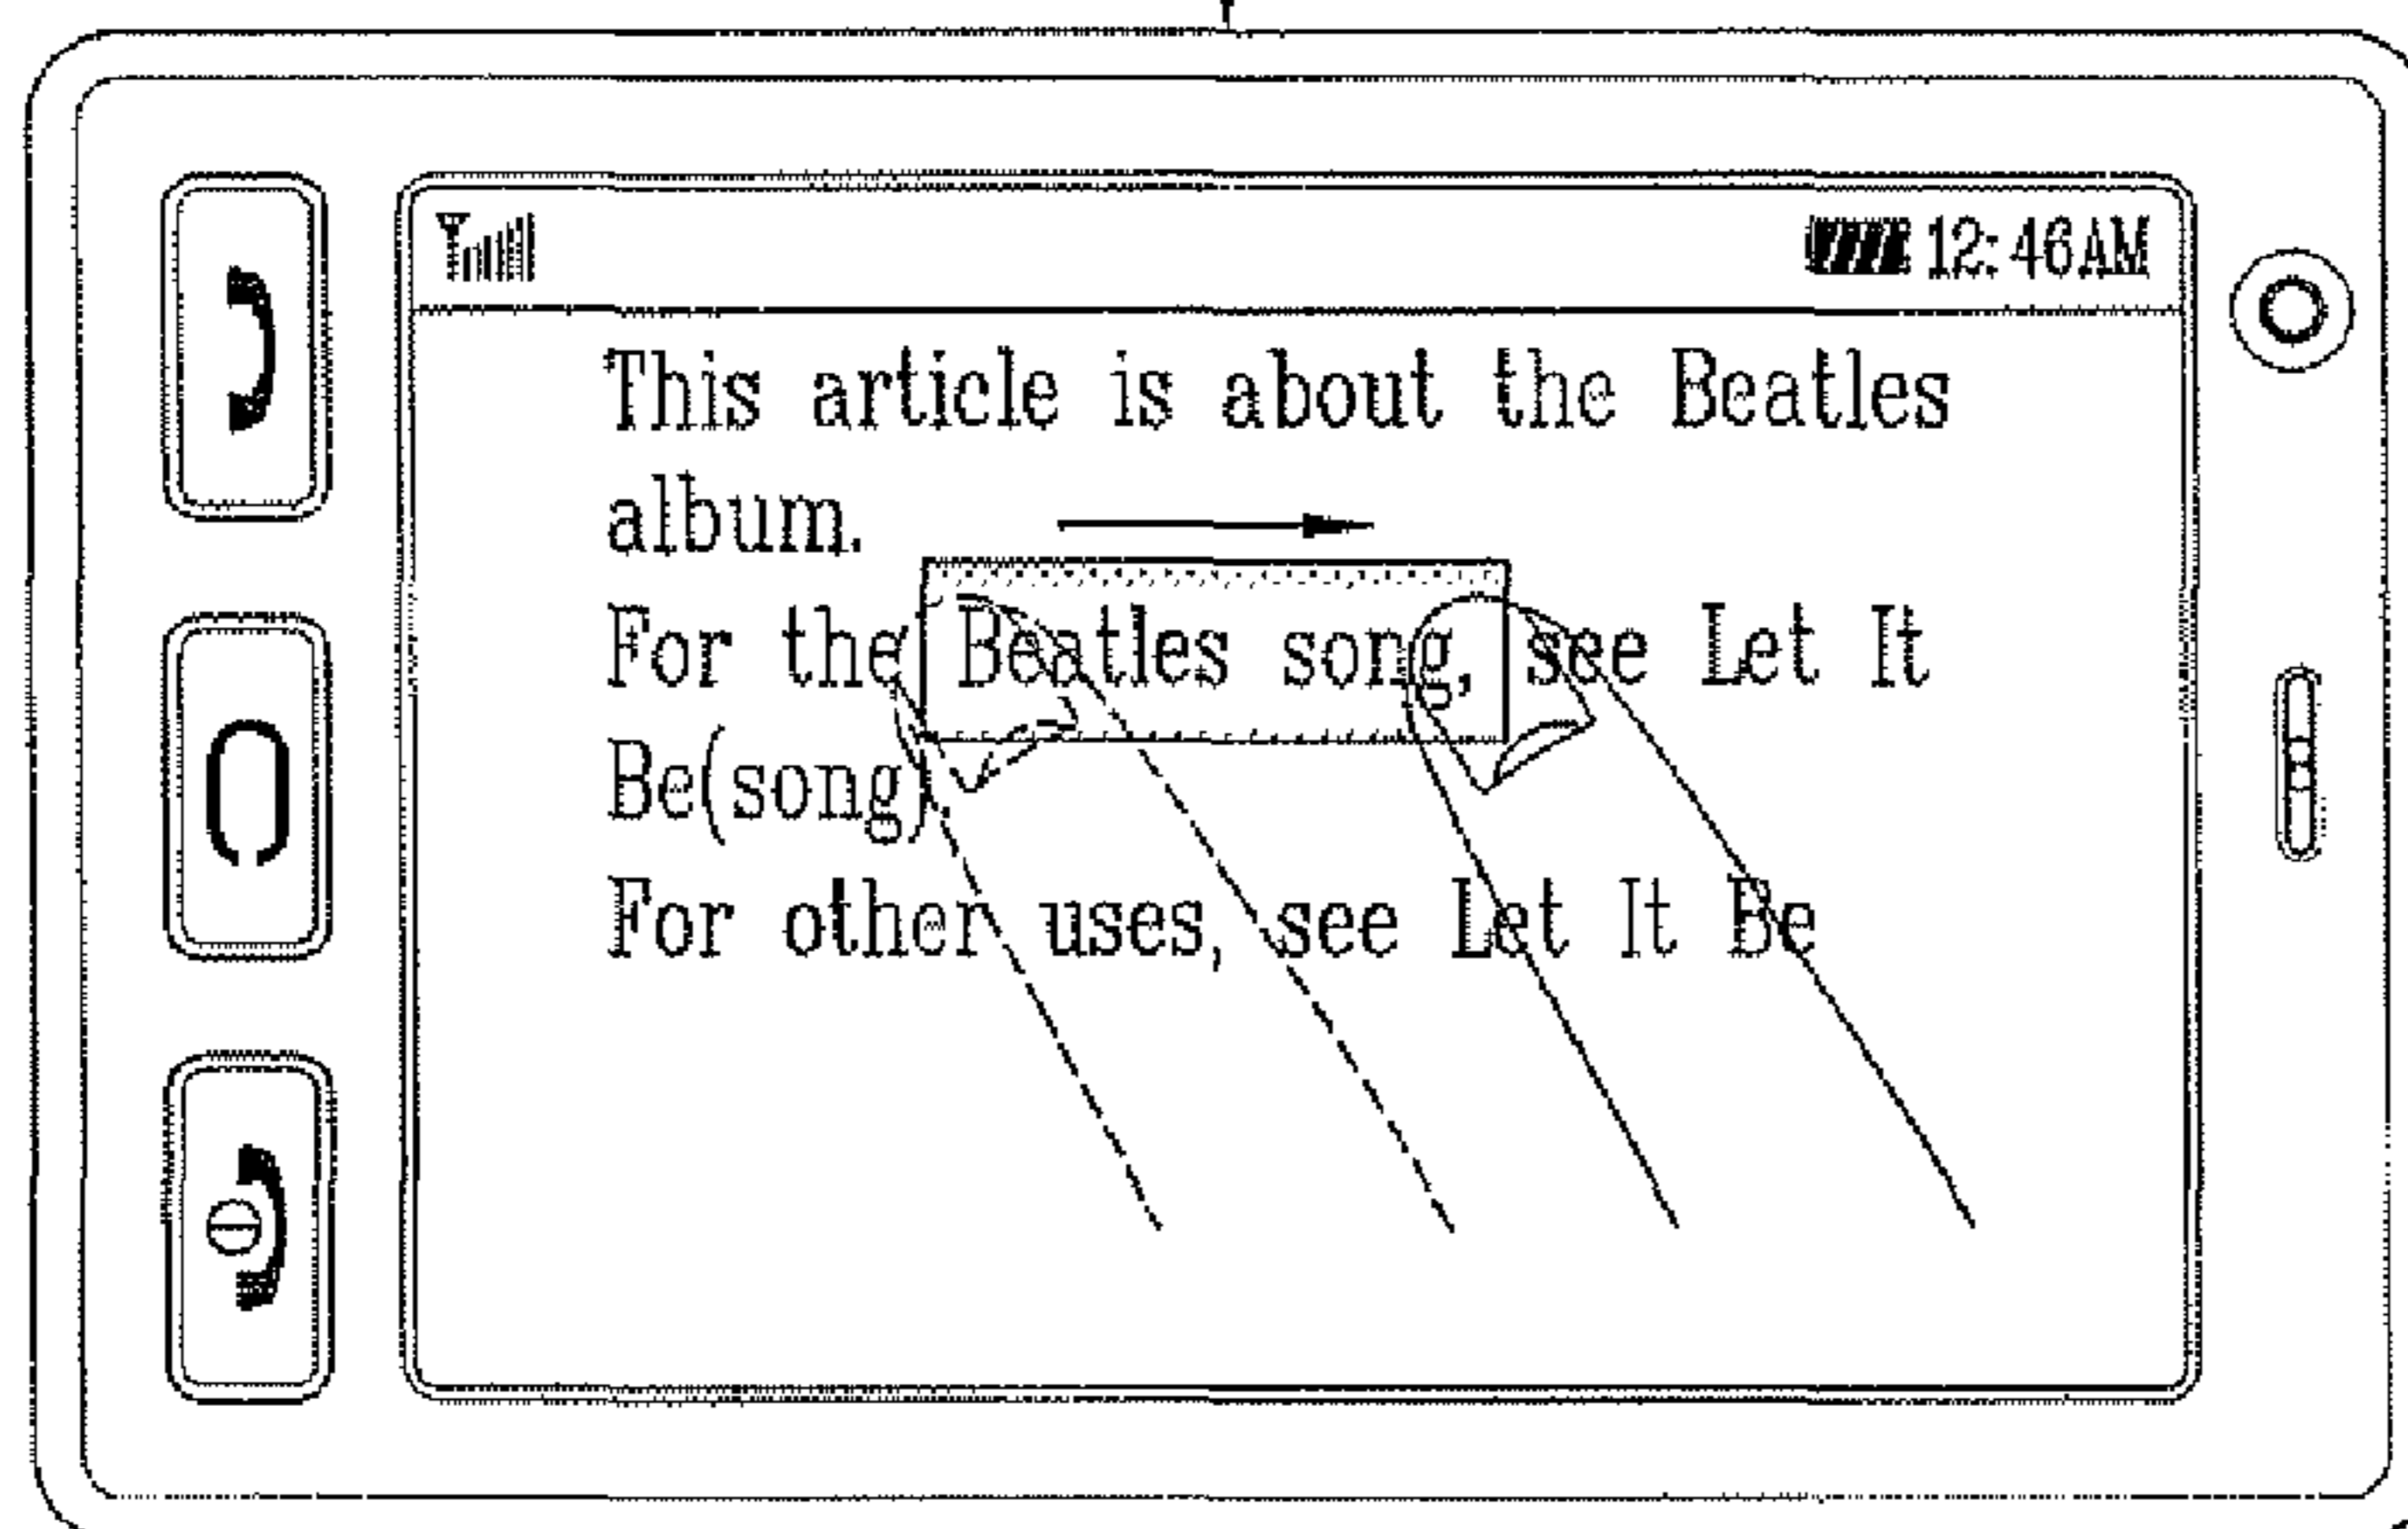 12:46AM
This article is about the Beatles
album.
For the Beatles song, see Let It
Be(song).
For other uses, see Let It Be